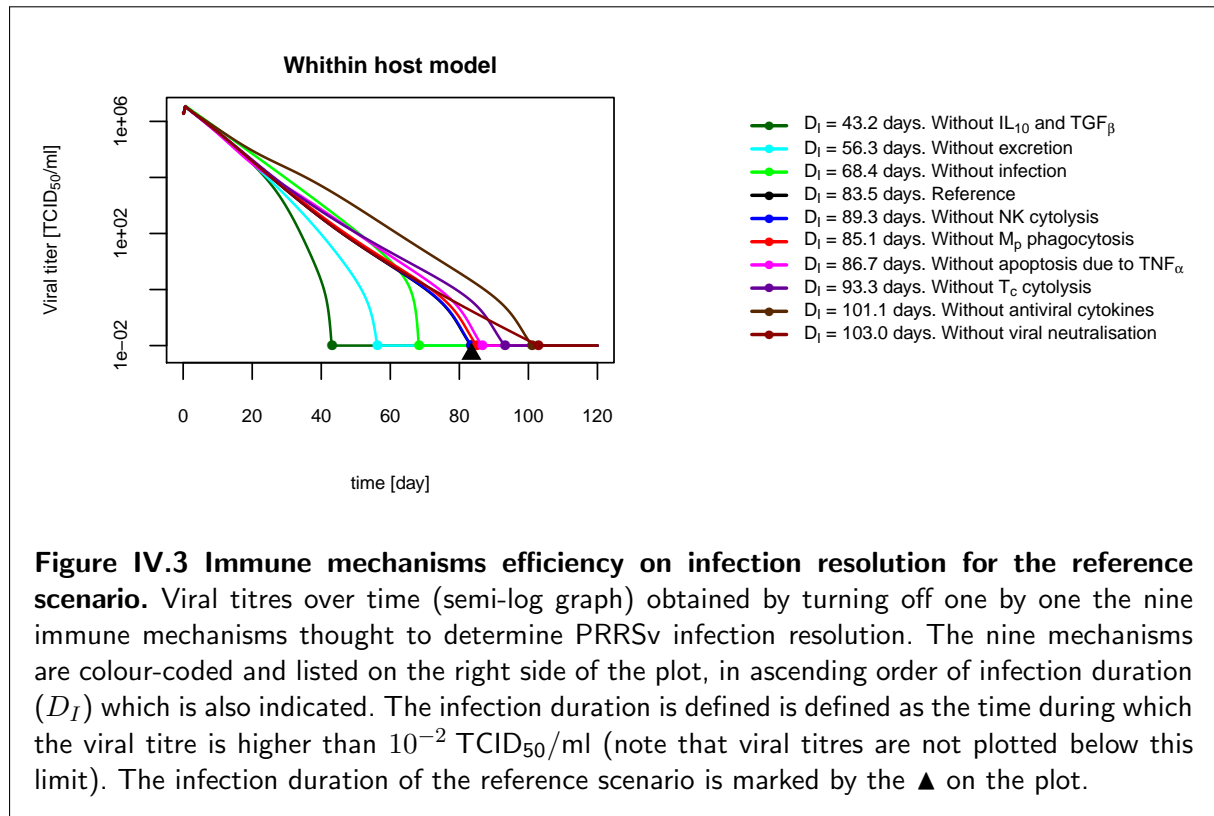 Whithin host model
Viral titer [TCID50/ml]
1e+06
1e+02
1e−02
0 20 40 60 80 100 120
time [day]
DI = 43.2 days. Without IL10 and TGFβ
DI = 56.3 days. Without excretion
DI = 68.4 days. Without infection
DI = 83.5 days. Reference
DI = 89.3 days. Without NK cytolysis
DI = 85.1 days. Without Mp phagocytosis
DI = 86.7 days. Without apoptosis due to TNFα
DI = 93.3 days. Without Tc cytolysis
DI = 101.1 days. Without antiviral cytokines
DI = 103.0 days. Without viral neutralisation
Figure IV.3 Immune mechanisms efficiency on infection resolution for the reference
scenario. Viral titres over time (semi-log graph) obtained by turning off one by one the nine
immune mechanisms thought to determine PRRSv infection resolution. The nine mechanisms
are colour-coded and listed on the right side of the plot, in ascending order of infection duration
(DI) which is also indicated. The infection duration is defined is defined as the time during which
the viral titre is higher than 10−2 TCID50/ml (note that viral titres are not plotted below this
limit). The infection duration of the reference scenario is marked by the ▲ on the plot.